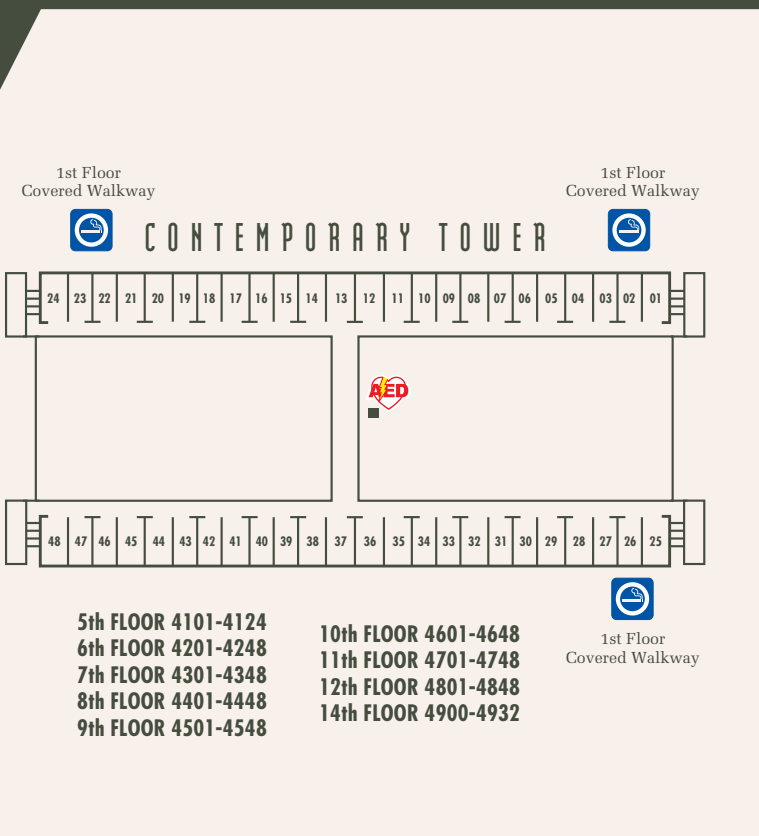 1st Floor
Covered Walkway
1st Floor
Covered Walkway
CONTEMPORARY TOWER
24 23 22 21 20 19 18 17 16 15 14 13 12 11 10 09 08 07 06 05 04 03 02 01
AED
48 47 46 45 44 43 42 41 40 39 38 37 36 35 34 33 32 31 30 29 28 27 26 25
5th FLOOR 4101-4124
6th FLOOR 4201-4248
7th FLOOR 4301-4348
8th FLOOR 4401-4448
9th FLOOR 4501-4548
10th FLOOR 4601-4648
11th FLOOR 4701-4748
12th FLOOR 4801-4848
14th FLOOR 4900-4932
1st Floor
Covered Walkway